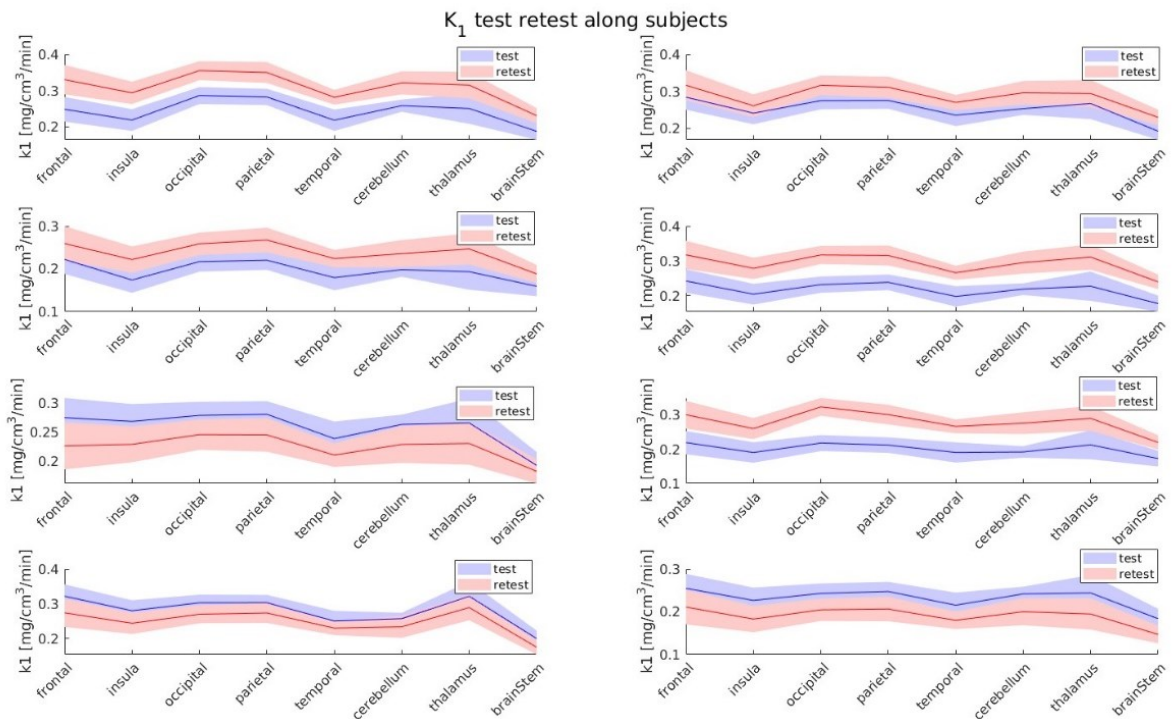 K₁ test retest along subjects
k1 [mg/cm³/min]
0.4
0.3
0.2
test
retest
frontal
insula
occipital
parietal
temporal
cerebellum
thalamus
brainStem
k1 [mg/cm³/min]
0.4
0.3
0.2
test
retest
frontal
insula
occipital
parietal
temporal
cerebellum
thalamus
brainStem
k1 [mg/cm³/min]
0.3
0.2
0.1
test
retest
frontal
insula
occipital
parietal
temporal
cerebellum
thalamus
brainStem
k1 [mg/cm³/min]
0.4
0.3
0.2
test
retest
frontal
insula
occipital
parietal
temporal
cerebellum
thalamus
brainStem
k1 [mg/cm³/min]
0.3
0.25
0.2
test
retest
frontal
insula
occipital
parietal
temporal
cerebellum
thalamus
brainStem
k1 [mg/cm³/min]
0.3
0.2
0.1
test
retest
frontal
insula
occipital
parietal
temporal
cerebellum
thalamus
brainStem
k1 [mg/cm³/min]
0.4
0.3
0.2
test
retest
frontal
insula
occipital
parietal
temporal
cerebellum
thalamus
brainStem
k1 [mg/cm³/min]
0.3
0.2
0.1
test
retest
frontal
insula
occipital
parietal
temporal
cerebellum
thalamus
brainStem